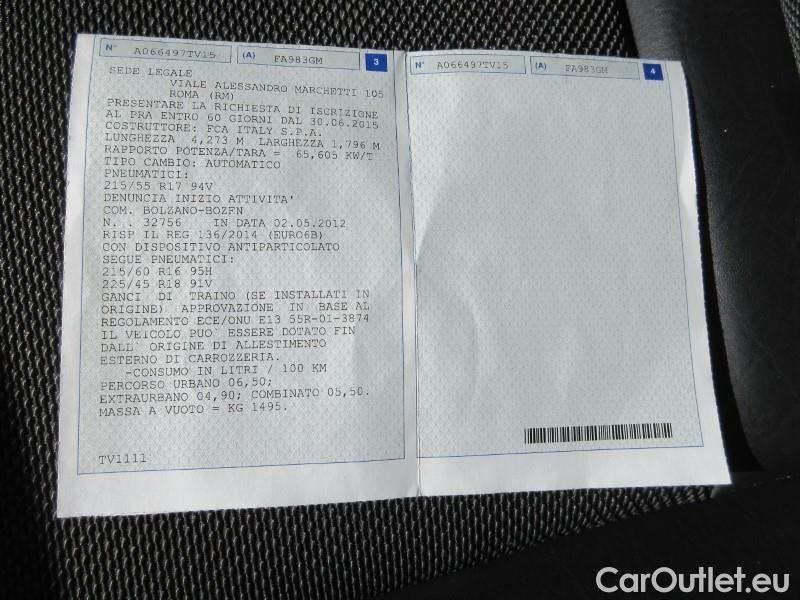 N° A066497TV15 (A) FA983GM 3
SEDE LEGALE
VIALE ALESSANDRO MARCHETTI 105
ROMA (RM)
PRESENTARE LA RICHIESTA DI ISCRIZIONE
AL PRA ENTRO 60 GIORNI DAL 30.06.2015
COSTRUTTORE: FCA ITALY S.P.A.
LUNGHEZZA 4,273 M LARGHEZZA 1,796 M
RAPPORTO POTENZA/TARA = 65,605 KW/T
TIPO CAMBIO: AUTOMATICO
PNEUMATICI:
215/55 R17 94V
DENUNCIA INIZIO ATTIVITA'
COM. BOLZANO-BOZEN
N. . 32756 IN DATA 02.05.2012
RISP IL REG 136/2014 (EURO6B)
CON DISPOSITIVO ANTIPARTICOLATO
SEGUE PNEUMATICI:
215/60 R16 95H
225/45 R18 91V
GANCI DI TRAINO (SE INSTALLATI IN
ORIGINE) APPROVAZIONE IN BASE AL
REGOLAMENTO ECE/ONU E13 55R-01-3874
IL VEICOLO PUO' ESSERE DOTATO FIN
DALL' ORIGINE DI ALLESTIMENTO
ESTERNO DI CARROZZERIA.
-CONSUMO IN LITRI / 100 KM
PERCORSO URBANO 06,50;
EXTRAURBANO 04,90; COMBINATO 05,50.
MASSA A VUOTO = KG 1495.
TV1111
N° A066497TV15 (A) FA983GM 4
CarOutlet.eu